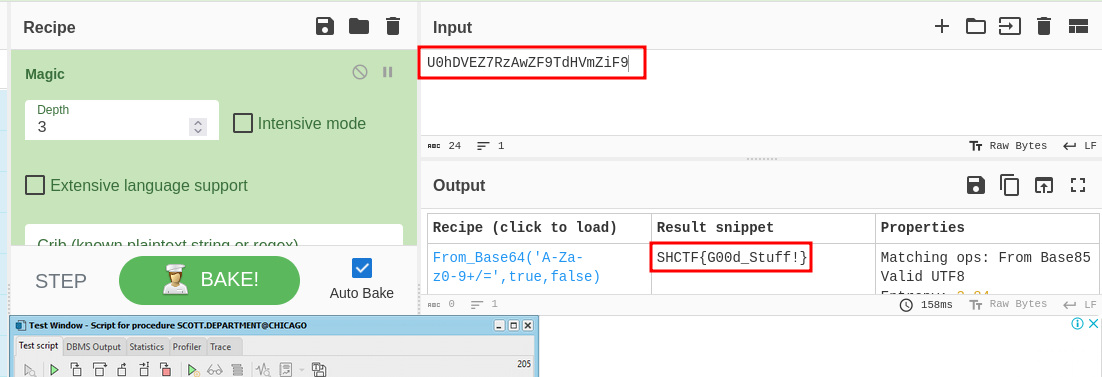 Recipe
Magic
Depth
3
Intensive mode
Extensive language support
Crib (known plaintext string or regex)
STEP
BAKE!
Auto Bake
Input
U0hDVEZ7RzAwZF9TdHVmZiF9
ABC 24 1
Raw Bytes LF
Output
Recipe (click to load) Result snippet Properties
From_Base64('A-Za-z0-9+/=',true,false) SHCTF{G00d_Stuff!} Matching ops: From Base85
Valid UTF8
ABC 0 1 158ms Raw Bytes LF
Test Window - Script for procedure SCOTT.DEPARTMENT@CHICAGO
Test script DBMS Output Statistics Profiler Trace
205